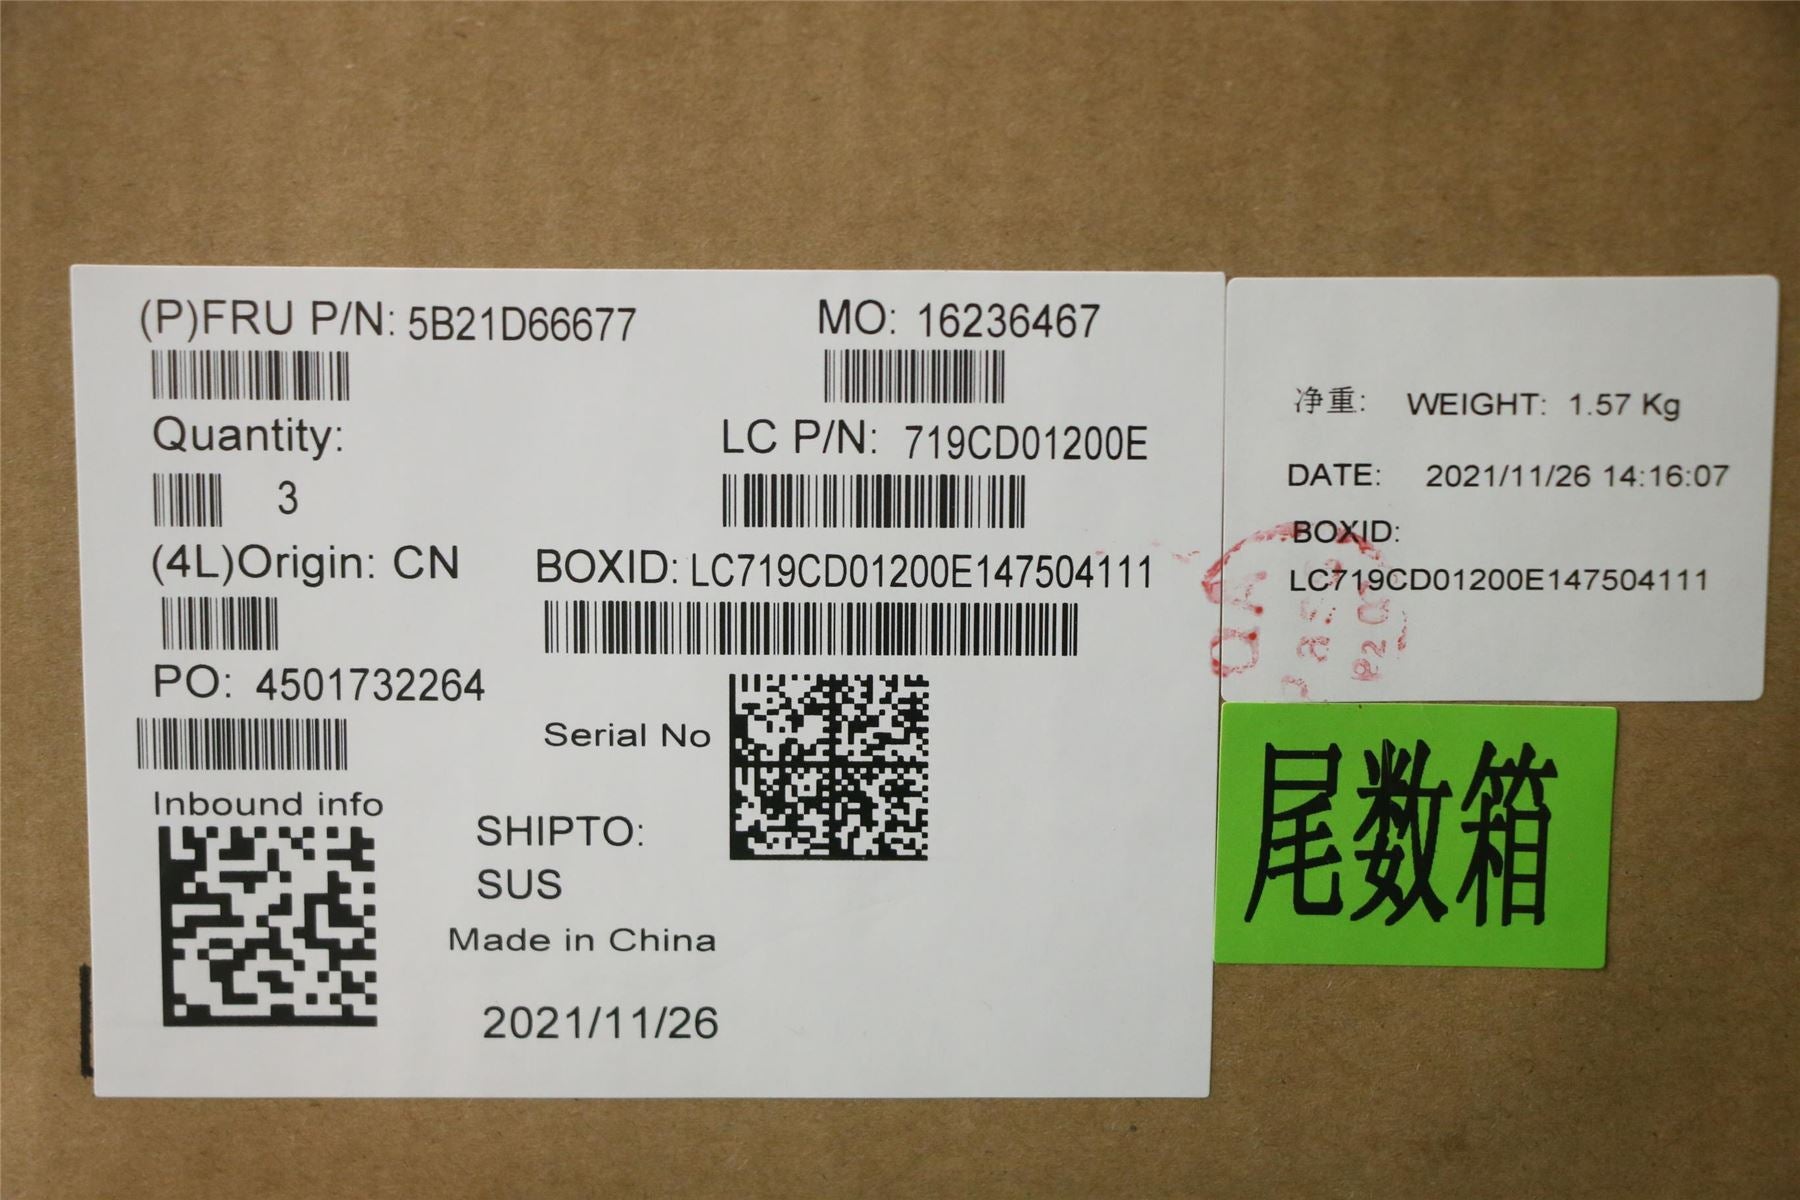 (P)FRU P/N: 5B21D66677
MO: 16236467
Quantity:
3
LC P/N: 719CD01200E
(4L)Origin: CN
BOXID: LC719CD01200E147504111
PO: 4501732264
Serial No
Inbound info
SHIPTO:
SUS
Made in China
2021/11/26
净重: WEIGHT: 1.57 Kg
DATE: 2021/11/26 14:16:07
BOXID:
LC719CD01200E147504111
尾数箱